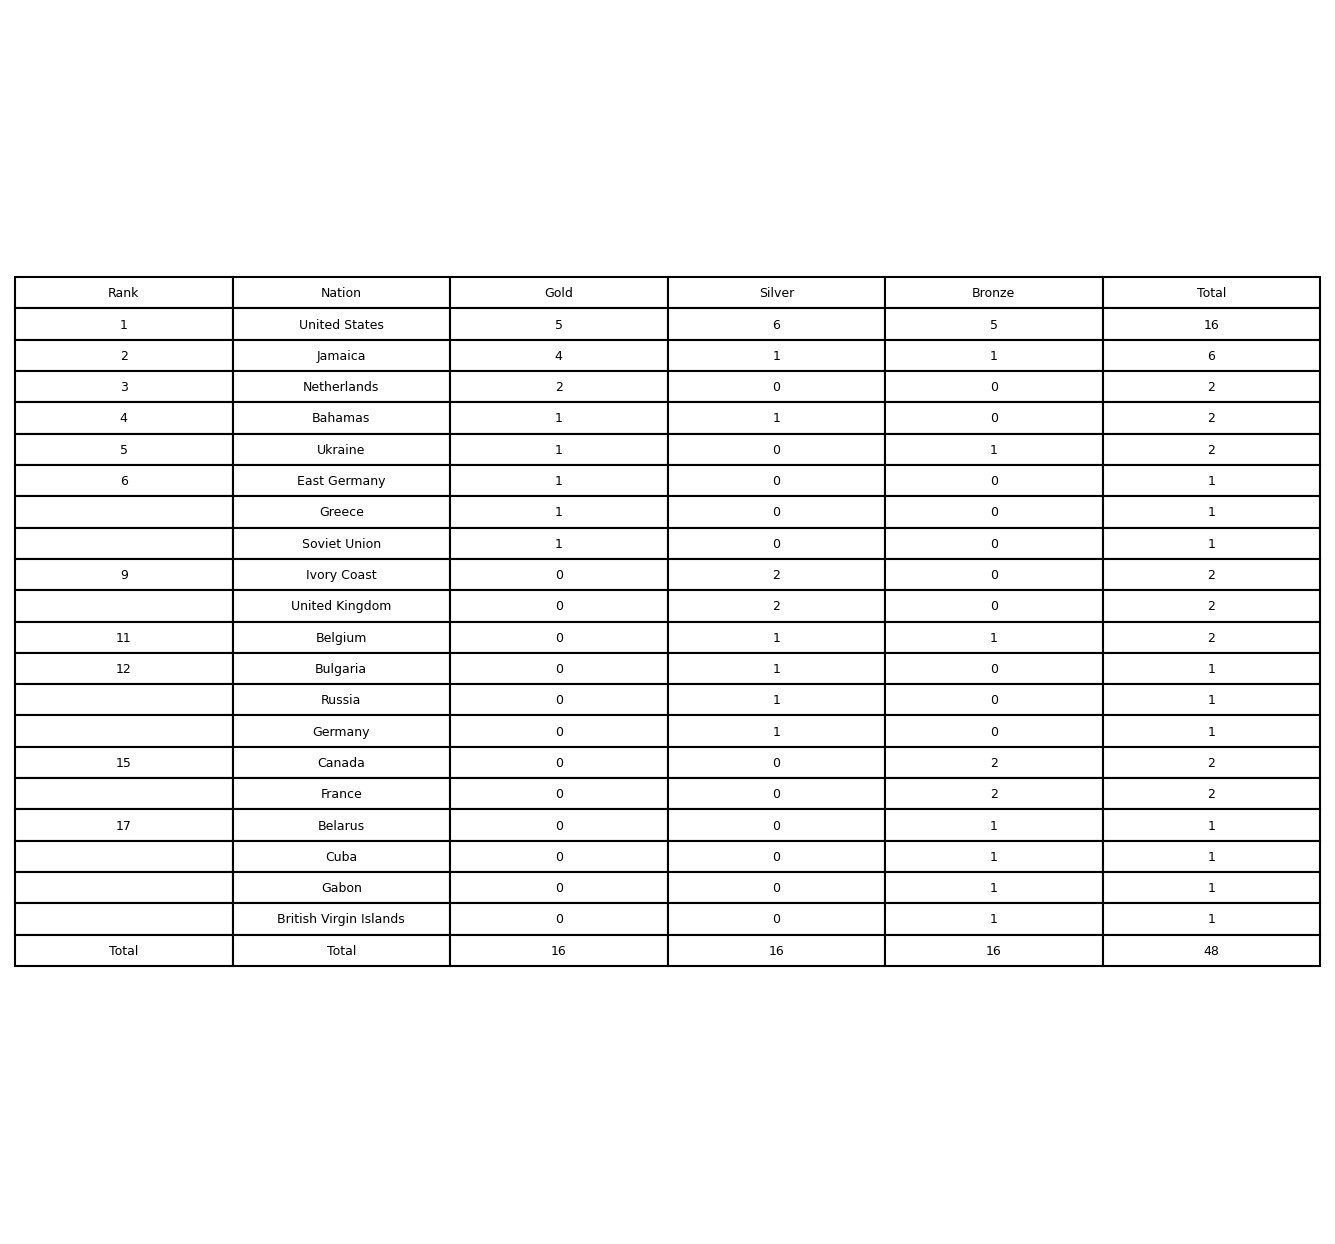 Rank Nation Gold Silver Bronze Total
1 United States 5 6 5 16
2 Jamaica 4 1 1 6
3 Netherlands 2 0 0 2
4 Bahamas 1 1 0 2
5 Ukraine 1 0 1 2
6 East Germany 1 0 0 1
Greece 1 0 0 1
Soviet Union 1 0 0 1
9 Ivory Coast 0 2 0 2
United Kingdom 0 2 0 2
11 Belgium 0 1 1 2
12 Bulgaria 0 1 0 1
Russia 0 1 0 1
Germany 0 1 0 1
15 Canada 0 0 2 2
France 0 0 2 2
17 Belarus 0 0 1 1
Cuba 0 0 1 1
Gabon 0 0 1 1
British Virgin Islands 0 0 1 1
Total Total 16 16 16 48